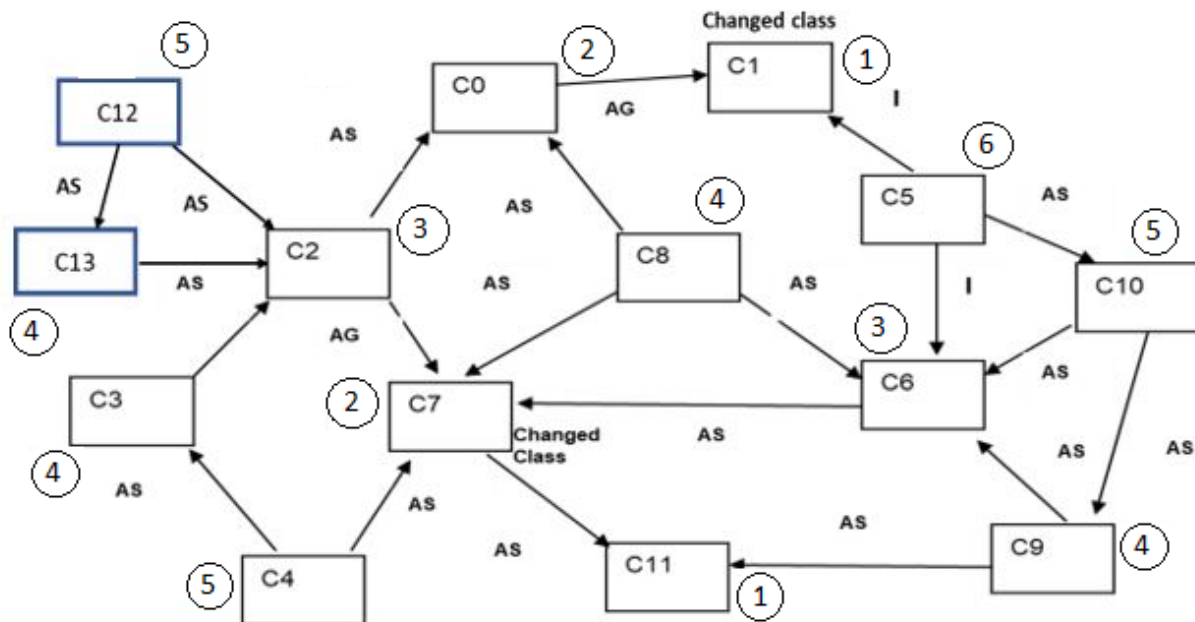 Changed class
5
2
C1
1
C12
C0
AG
I
AS
6
AS
AS
C5
AS
AS
4
5
C13
C2
3
C8
C10
AS
AS
AS
I
4
AG
3
C3
2
C7
C6
AS
Changed
Class
AS
4
AS
AS
AS
AS
AS
AS
C9
4
5
C4
C11
1